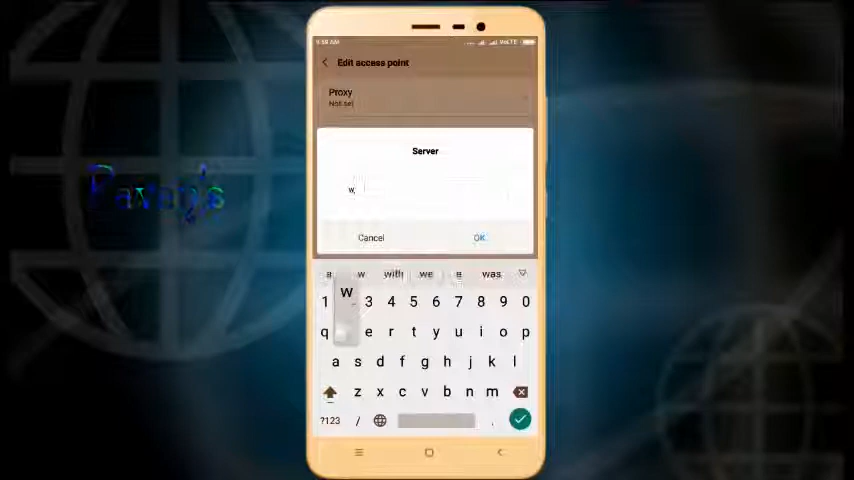 9:58 AM VoLTE
Edit access point
Proxy
Not set
Server
w
Cancel OK
a w with we e was
w
1 3 4 5 6 7 8 9 0
q e r t y u i o p
a s d f g h j k l
z x c v b n m
?123 / .